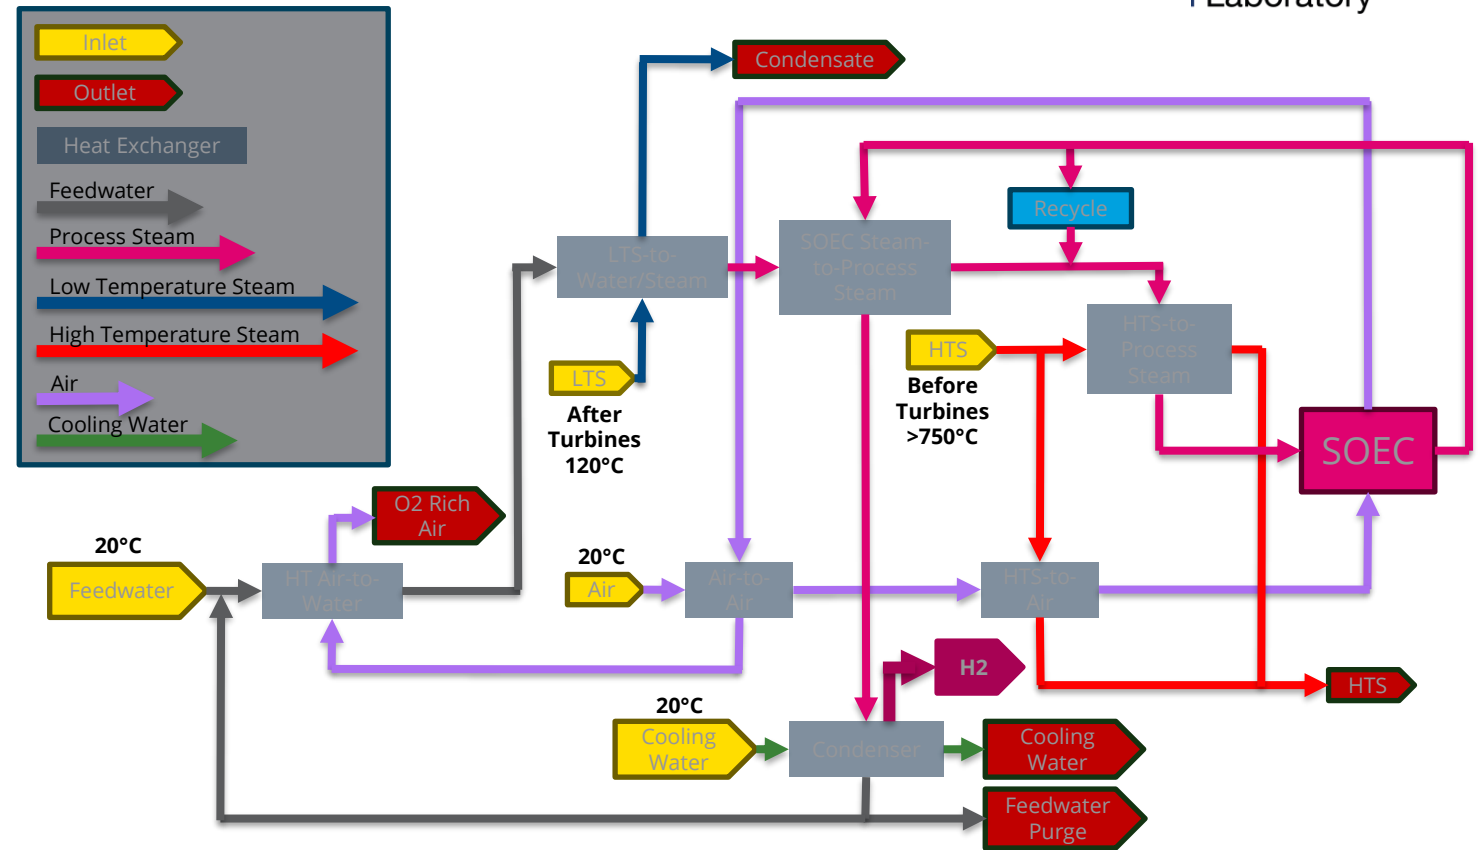 Laboratory
Inlet
Outlet
Heat Exchanger
Feedwater
Process Steam
Low Temperature Steam
High Temperature Steam
Air
Cooling Water
Condensate
Recycle
LTS-to-
Water/Steam
SOEC Steam-
to-Process
Steam
HTS-to-
Process
Steam
HTS
Before
Turbines
>750°C
LTS
After
Turbines
120°C
SOEC
O2 Rich
Air
20°C
Feedwater
HT Air-to-
Water
20°C
Air
Air-to-
Air
HTS-to-
Air
H2
HTS
20°C
Cooling
Water
Condenser
Cooling
Water
Feedwater
Purge